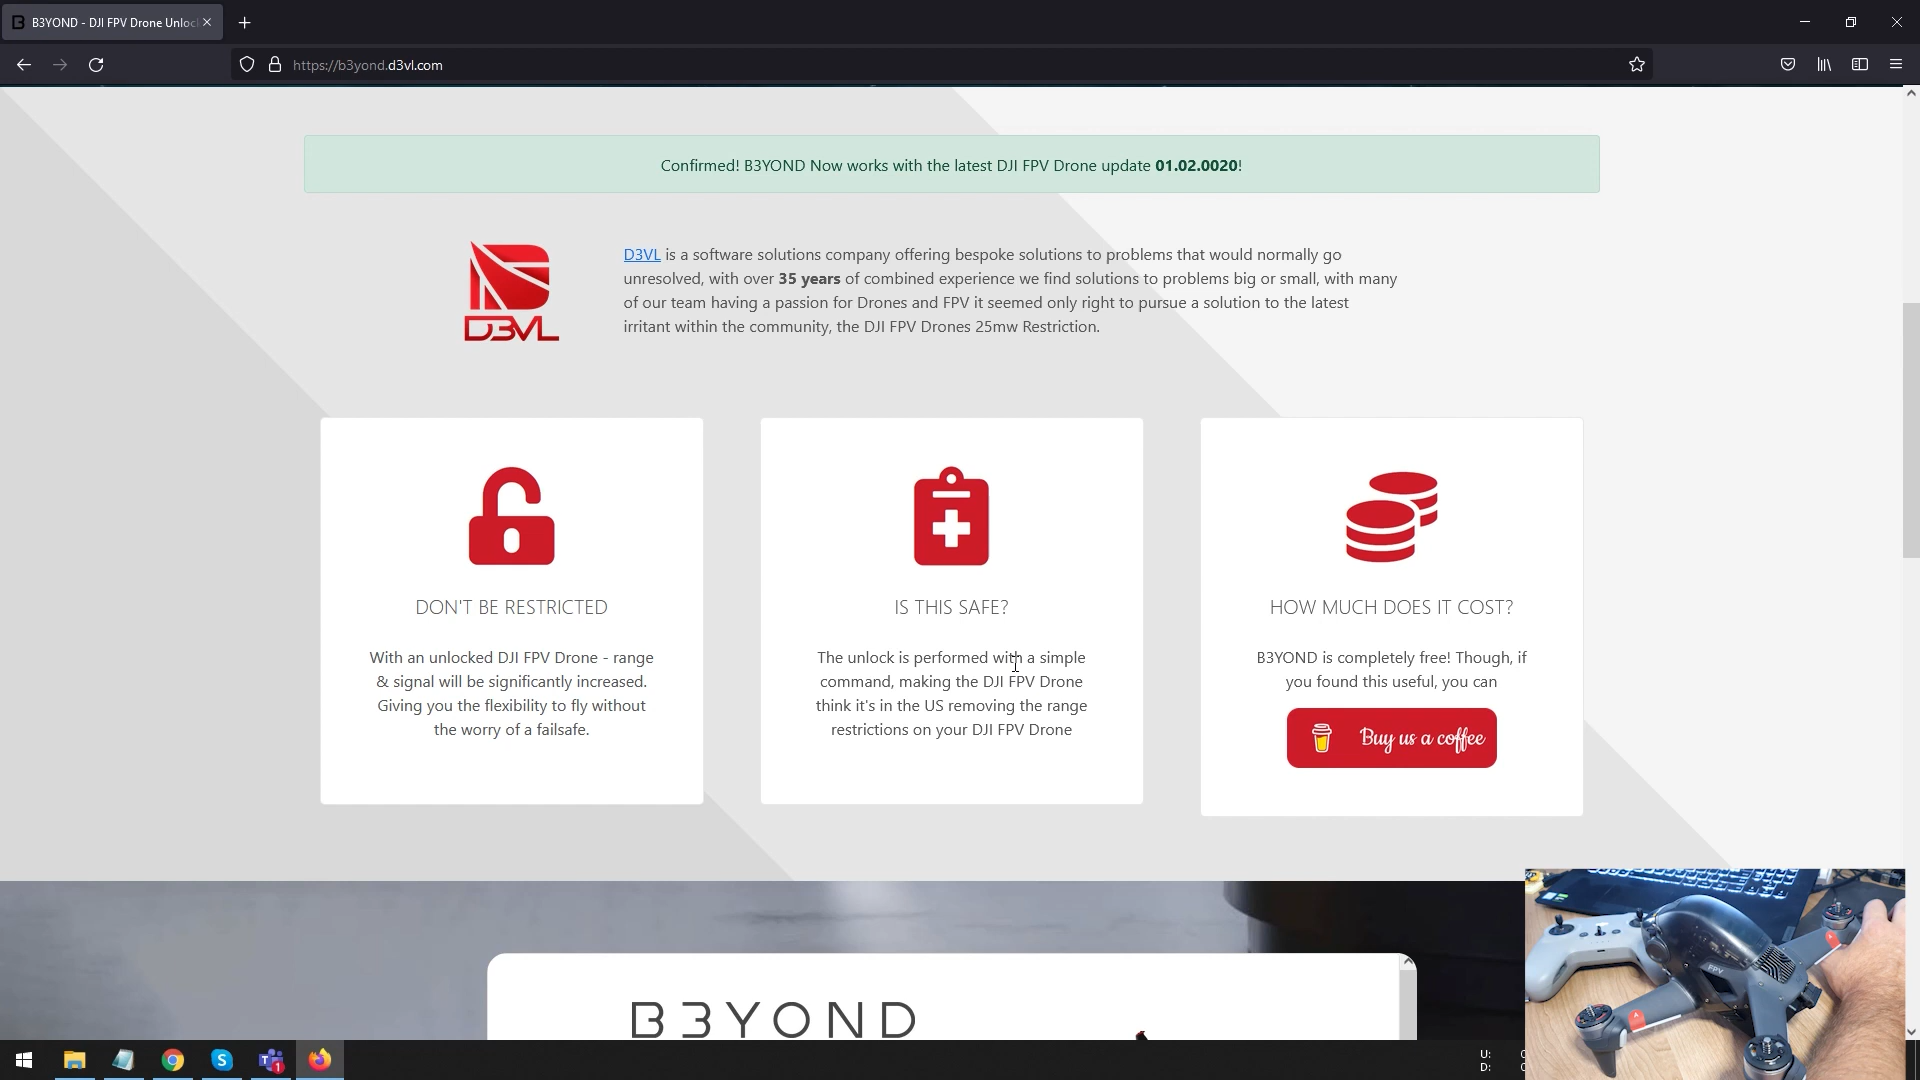 B3YOND - DJI FPV Drone Unloc
https://b3yond.d3vl.com
Confirmed! B3YOND Now works with the latest DJI FPV Drone update 01.02.0020!
D3VL
D3VL is a software solutions company offering bespoke solutions to problems that would normally go
unresolved, with over 35 years of combined experience we find solutions to problems big or small, with many
of our team having a passion for Drones and FPV it seemed only right to pursue a solution to the latest
irritant within the community, the DJI FPV Drones 25mw Restriction.
DON'T BE RESTRICTED
With an unlocked DJI FPV Drone - range
& signal will be significantly increased.
Giving you the flexibility to fly without
the worry of a failsafe.
IS THIS SAFE?
The unlock is performed with a simple
command, making the DJI FPV Drone
think it's in the US removing the range
restrictions on your DJI FPV Drone
HOW MUCH DOES IT COST?
B3YOND is completely free! Though, if
you found this useful, you can
Buy us a coffee
B3YOND
FPV
U:
D: